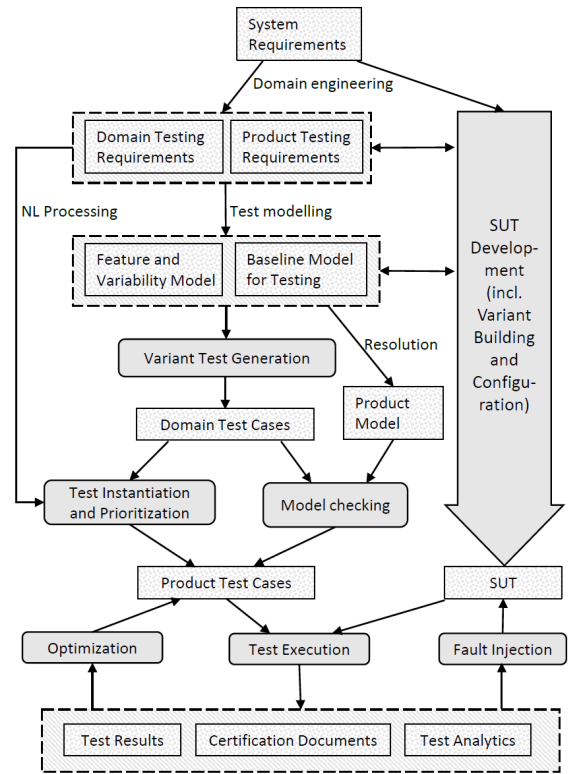 System
Requirements
Domain engineering
Domain Testing
Requirements
Product Testing
Requirements
NL Processing
Test modelling
Feature and
Variability Model
Baseline Model
for Testing
SUT
Develop-
ment
(incl.
Variant
Building
and
Configu-
ration)
Variant Test Generation
Resolution
Domain Test Cases
Product
Model
Test Instantiation
and Prioritization
Model checking
Product Test Cases
SUT
Optimization
Test Execution
Fault Injection
Test Results
Certification Documents
Test Analytics